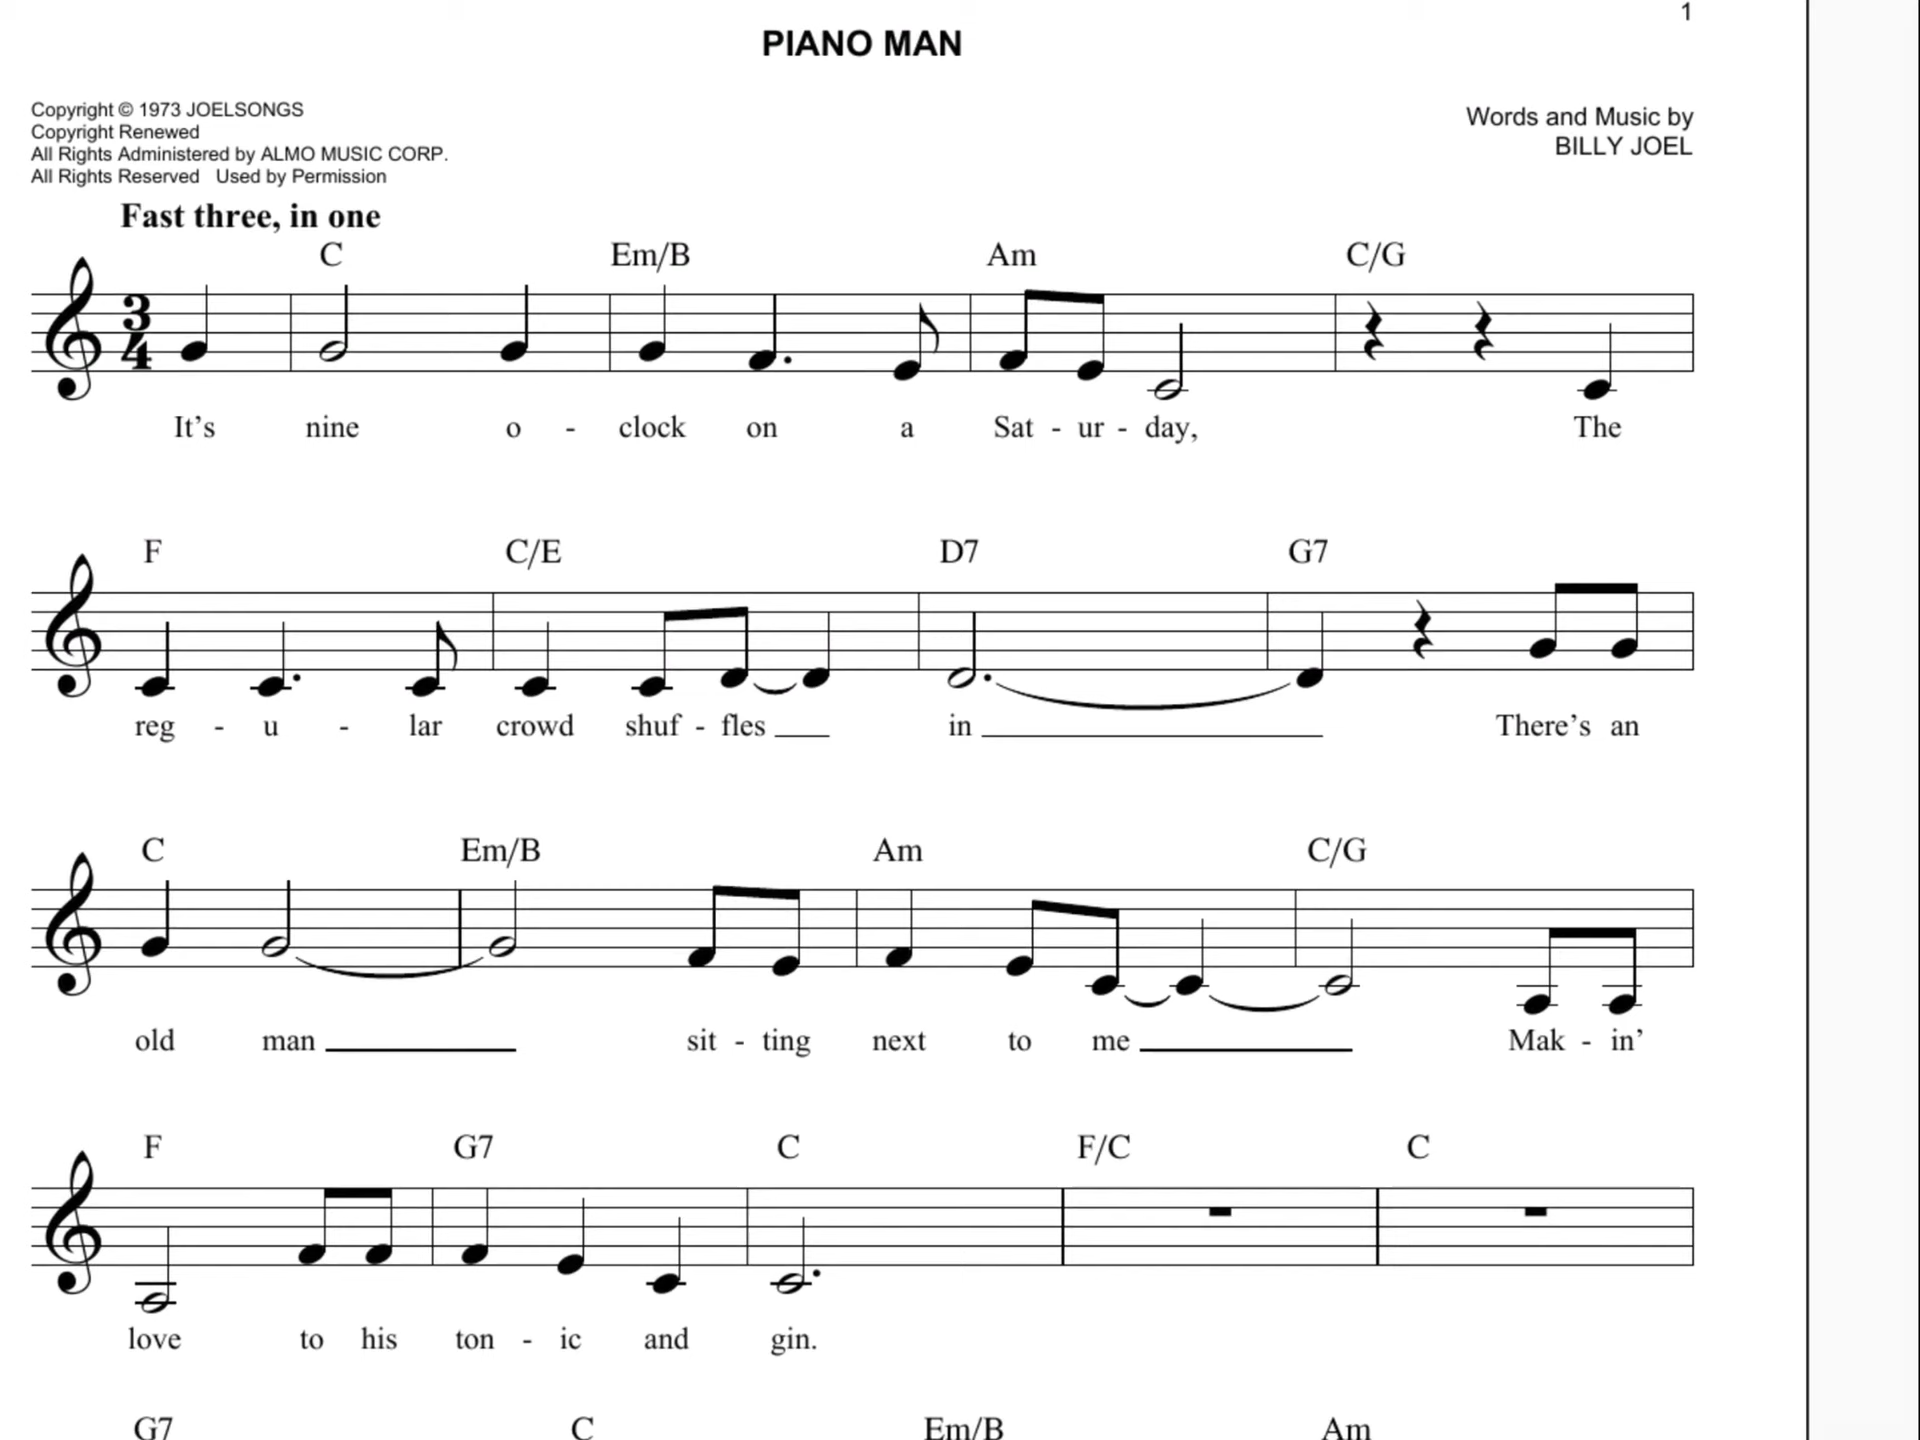 1
PIANO MAN
Copyright © 1973 JOELSONGS
Copyright Renewed
All Rights Administered by ALMO MUSIC CORP.
All Rights Reserved Used by Permission
Words and Music by
BILLY JOEL
Fast three, in one
C Em/B Am C/G
3
4
It's nine o - clock on a Sat - ur - day, The
F C/E D7 G7
reg - u - lar crowd shuf - fles in There's an
C Em/B Am C/G
old man sit - ting next to me Mak - in'
F G7 C F/C C
love to his ton - ic and gin.
G7 C Em/B Am